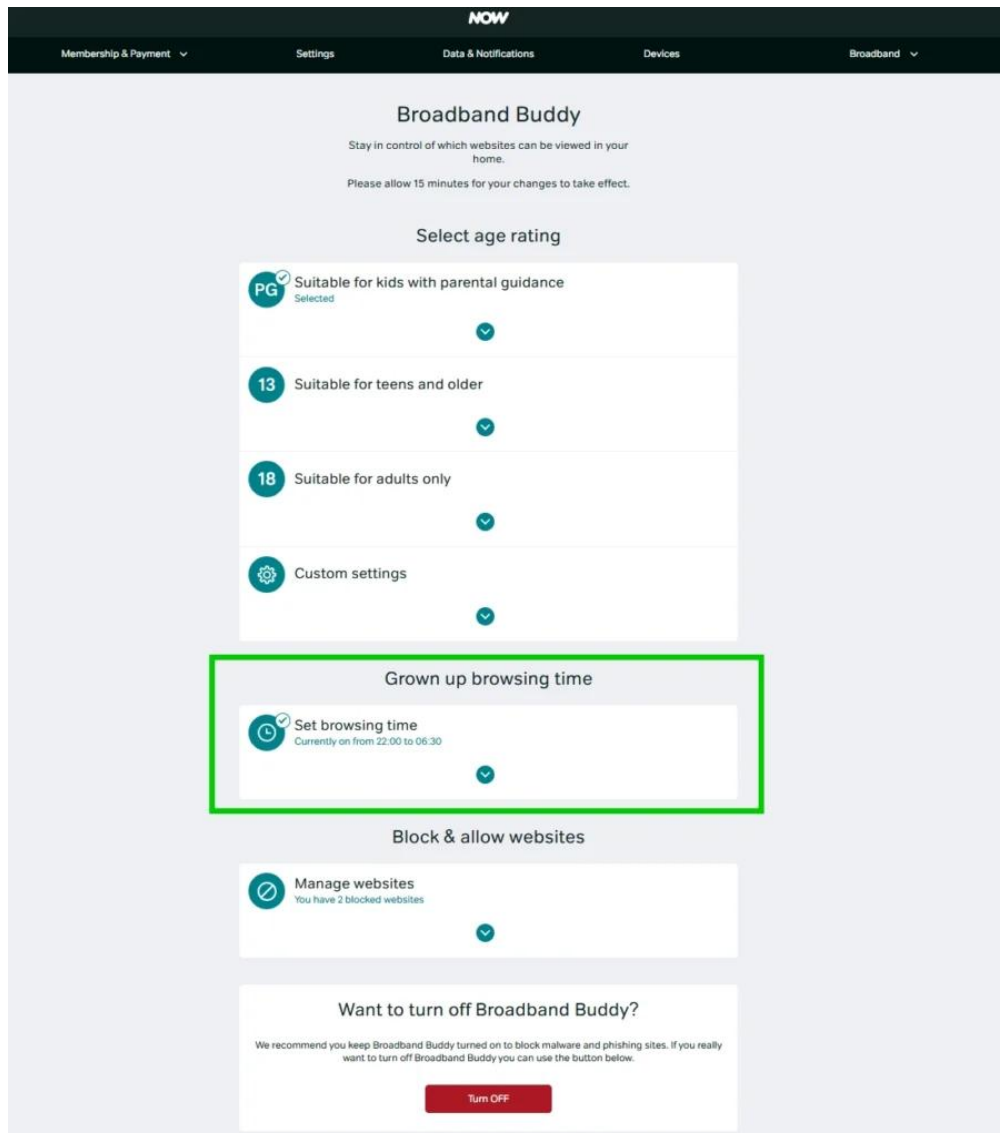 NOW
Membership & Payment
Settings
Data & Notifications
Devices
Broadband
Broadband Buddy
Stay in control of which websites can be viewed in your
home.
Please allow 15 minutes for your changes to take effect.
Select age rating
PG
Suitable for kids with parental guidance
Selected
13
Suitable for teens and older
18
Suitable for adults only
Custom settings
Grown up browsing time
Set browsing time
Currently on from 22:00 to 06:30
Block & allow websites
Manage websites
You have 2 blocked websites
Want to turn off Broadband Buddy?
We recommend you keep Broadband Buddy turned on to block malware and phishing sites. If you really
want to turn off Broadband Buddy you can use the button below.
Turn OFF